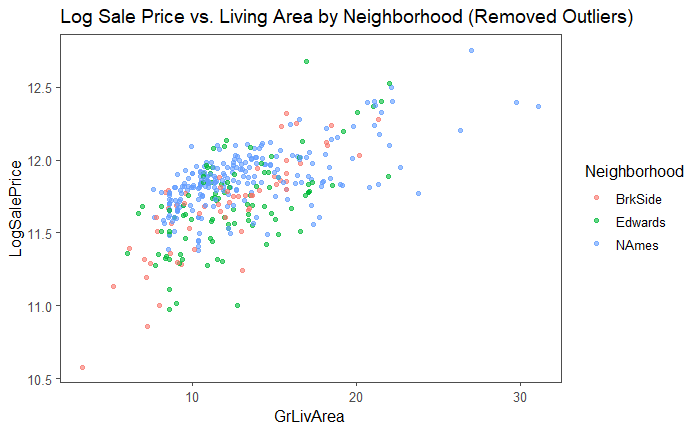 Log Sale Price vs. Living Area by Neighborhood (Removed Outliers)
LogSalePrice
12.5
12.0
11.5
11.0
10.5
10
20
30
GrLivArea
Neighborhood
BrkSide
Edwards
NAmes